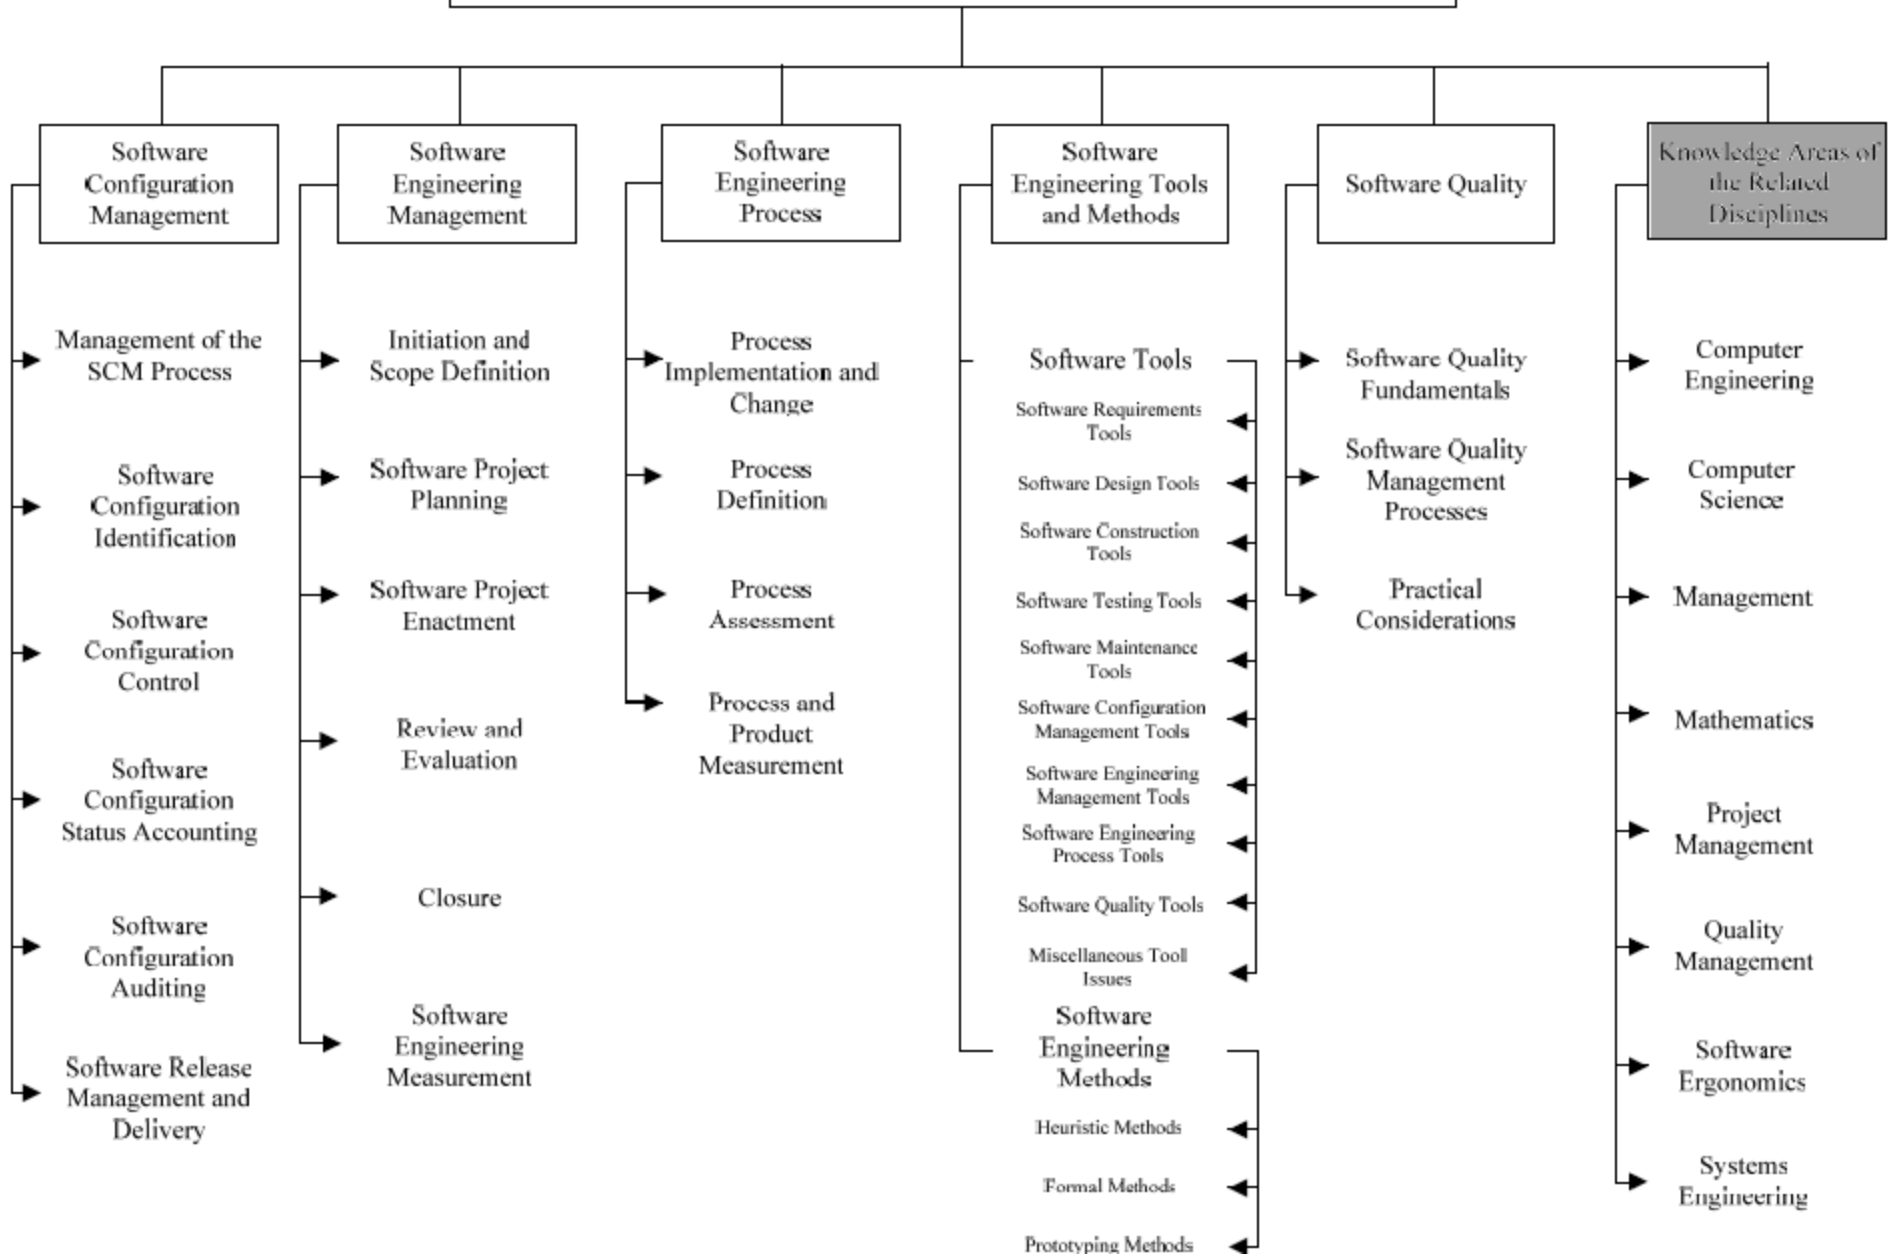 Software
Configuration
Management
Management of the
SCM Process
Software
Configuration
Identification
Software
Configuration
Control
Software
Configuration
Status Accounting
Software
Configuration
Auditing
Software Release
Management and
Delivery
Software
Engineering
Management
Initiation and
Scope Definition
Software Project
Planning
Software Project
Enactment
Review and
Evaluation
Closure
Software
Engineering
Measurement
Software
Engineering
Process
Process
Implementation and
Change
Process
Definition
Process
Assessment
Process and
Product
Measurement
Software
Engineering Tools
and Methods
Software Tools
Software Requirements
Tools
Software Design Tools
Software Construction
Tools
Software Testing Tools
Software Maintenance
Tools
Software Configuration
Management Tools
Software Engineering
Management Tools
Software Engineering
Process Tools
Software Quality Tools
Miscellaneous Tool
Issues
Software
Engineering
Methods
Heuristic Methods
Formal Methods
Prototyping Methods
Software Quality
Software Quality
Fundamentals
Software Quality
Management
Processes
Practical
Considerations
Knowledge Areas of
the Related
Disciplines
Computer
Engineering
Computer
Science
Management
Mathematics
Project
Management
Quality
Management
Software
Ergonomics
Systems
Engineering